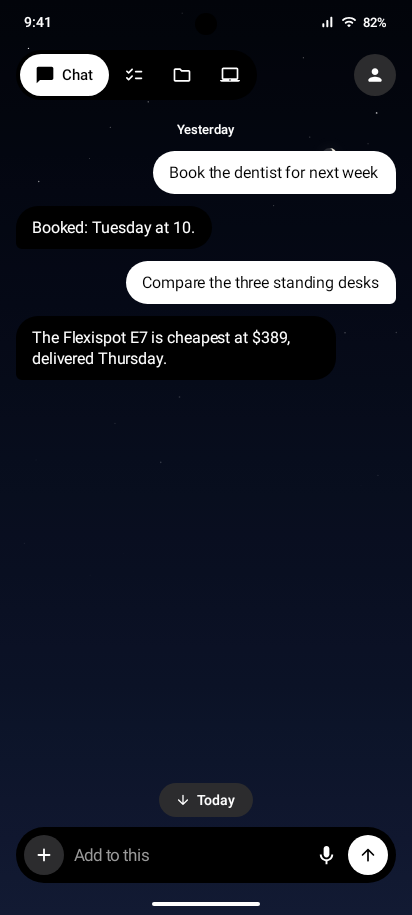 9:41
82%
Chat
Yesterday
Book the dentist for next week
Booked: Tuesday at 10.
Compare the three standing desks
The Flexispot E7 is cheapest at $389,
delivered Thursday.
Today
Add to this